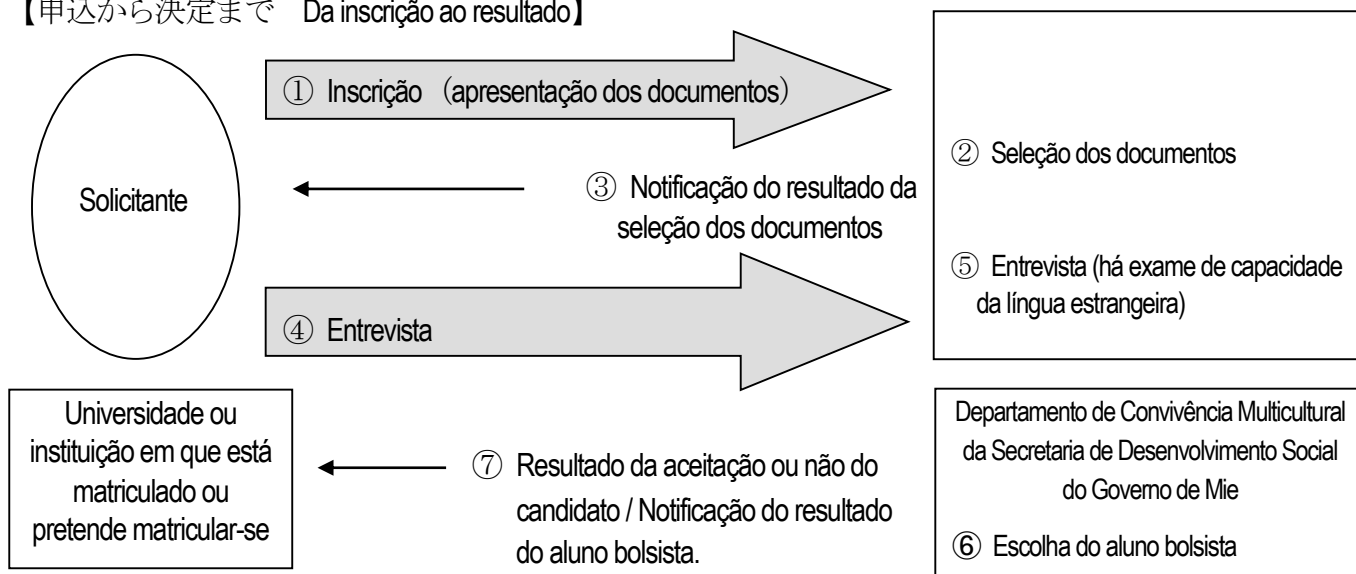 【申込から決定まで Da inscrição ao resultado】
① Inscrição （apresentação dos documentos）
Solicitante
② Seleção dos documentos
③ Notificação do resultado da
seleção dos documentos
⑤ Entrevista (há exame de capacidade
da língua estrangeira)
④ Entrevista
Universidade ou
instituição em que está
matriculado ou
pretende matricular-se
⑦ Resultado da aceitação ou não do
candidato / Notificação do resultado
do aluno bolsista.
Departamento de Convivência Multicultural
da Secretaria de Desenvolvimento Social
do Governo de Mie
⑥ Escolha do aluno bolsista